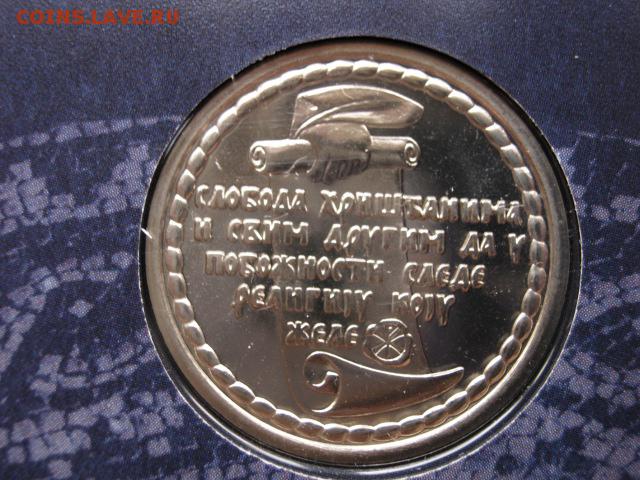 COINS.LAVE.RU
СЛОБОДА ХРИШЋАНИМА
И СВИМ ДРУГИМ ДА У
ПОБОЖНОСТИ СЛЕДЕ
РЕЛИГИЈУ КОЈУ
ЖЕЛЕ